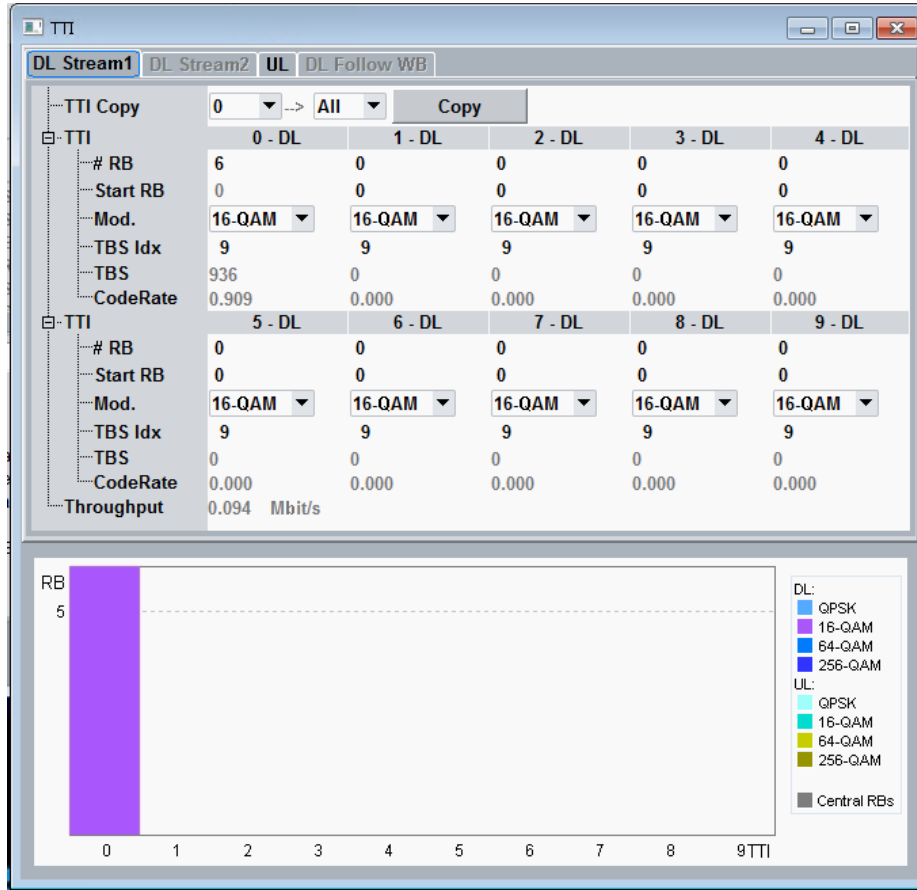 TTI
DL Stream1 DL Stream2 UL DL Follow WB
TTI Copy 0 --> All Copy
TTI 0 - DL 1 - DL 2 - DL 3 - DL 4 - DL
# RB 6 0 0 0 0
Start RB 0 0 0 0 0
Mod. 16-QAM 16-QAM 16-QAM 16-QAM 16-QAM
TBS Idx 9 9 9 9 9
TBS 936 0 0 0 0
CodeRate 0.909 0.000 0.000 0.000 0.000
TTI 5 - DL 6 - DL 7 - DL 8 - DL 9 - DL
# RB 0 0 0 0 0
Start RB 0 0 0 0 0
Mod. 16-QAM 16-QAM 16-QAM 16-QAM 16-QAM
TBS Idx 9 9 9 9 9
TBS 0 0 0 0 0
CodeRate 0.000 0.000 0.000 0.000 0.000
Throughput 0.094 Mbit/s
RB
5
0 1 2 3 4 5 6 7 8 9TTI
DL:
QPSK
16-QAM
64-QAM
256-QAM
UL:
QPSK
16-QAM
64-QAM
256-QAM
Central RBs